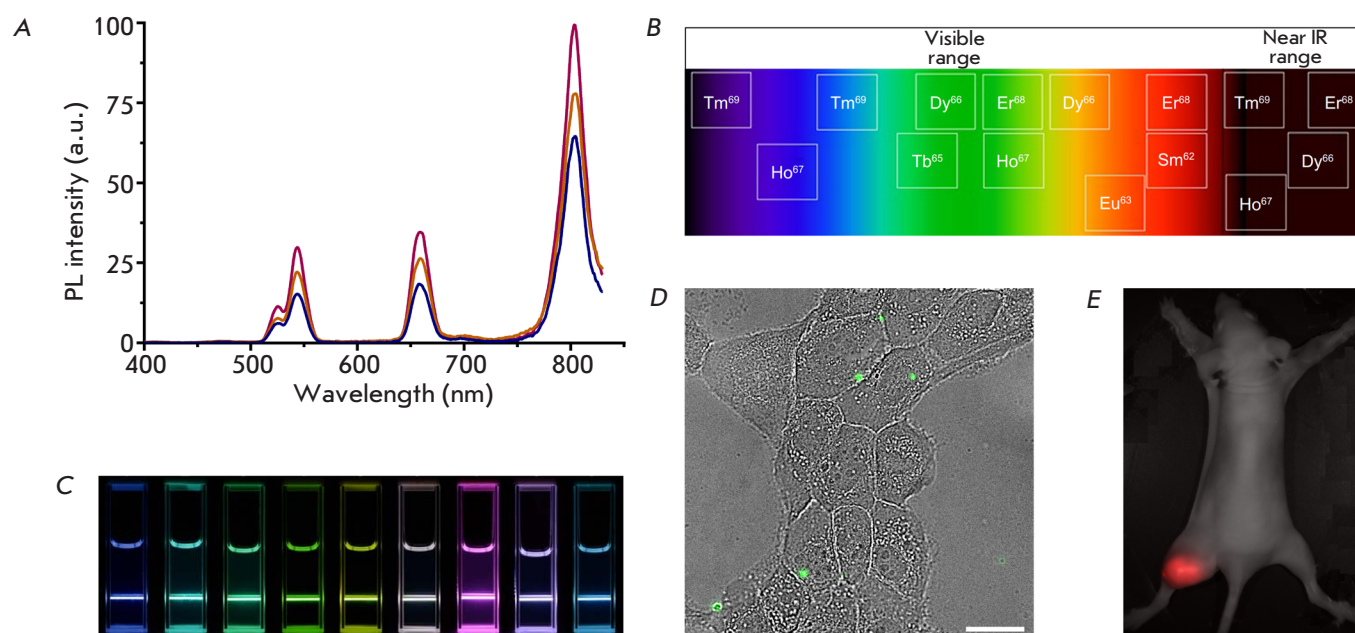 A
100
75
50
25
0
PL intensity (a.u.)
400 500 600 700 800
Wavelength (nm)
B
Visible range
Near IR range
Tm⁶⁹ Tm⁶⁹ Dy⁶⁶ Er⁶⁸ Dy⁶⁶ Er⁶⁸ Tm⁶⁹ Er⁶⁸
Ho⁶⁷ Tb⁶⁵ Ho⁶⁷ Sm⁶² Dy⁶⁶
Eu⁶³ Ho⁶⁷
C
D
E